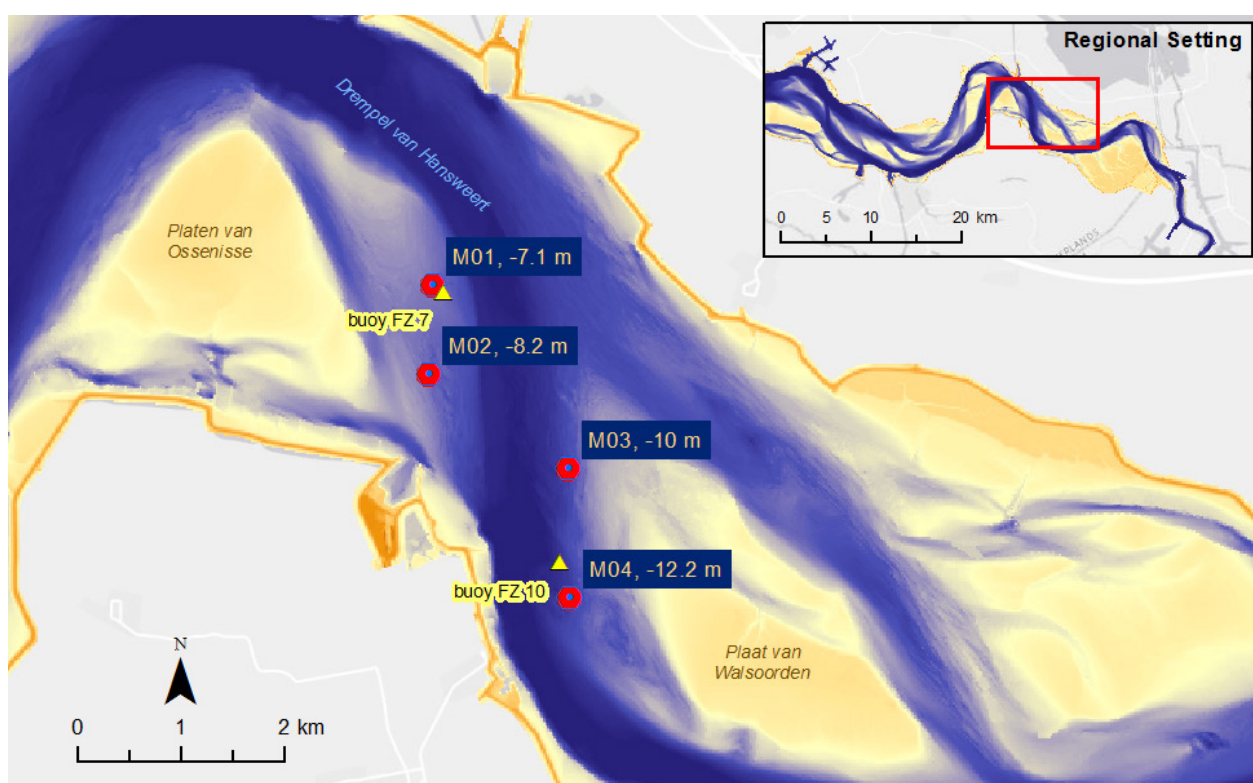 Regional Setting
0 5 10 20 km
ERLANDS
Drempel van Hansweert
Platen van
Ossenisse
M01, -7.1 m
buoy FZ 7
M02, -8.2 m
M03, -10 m
M04, -12.2 m
buoy FZ 10
Plaat van
Walsoorden
N
0 1 2 km